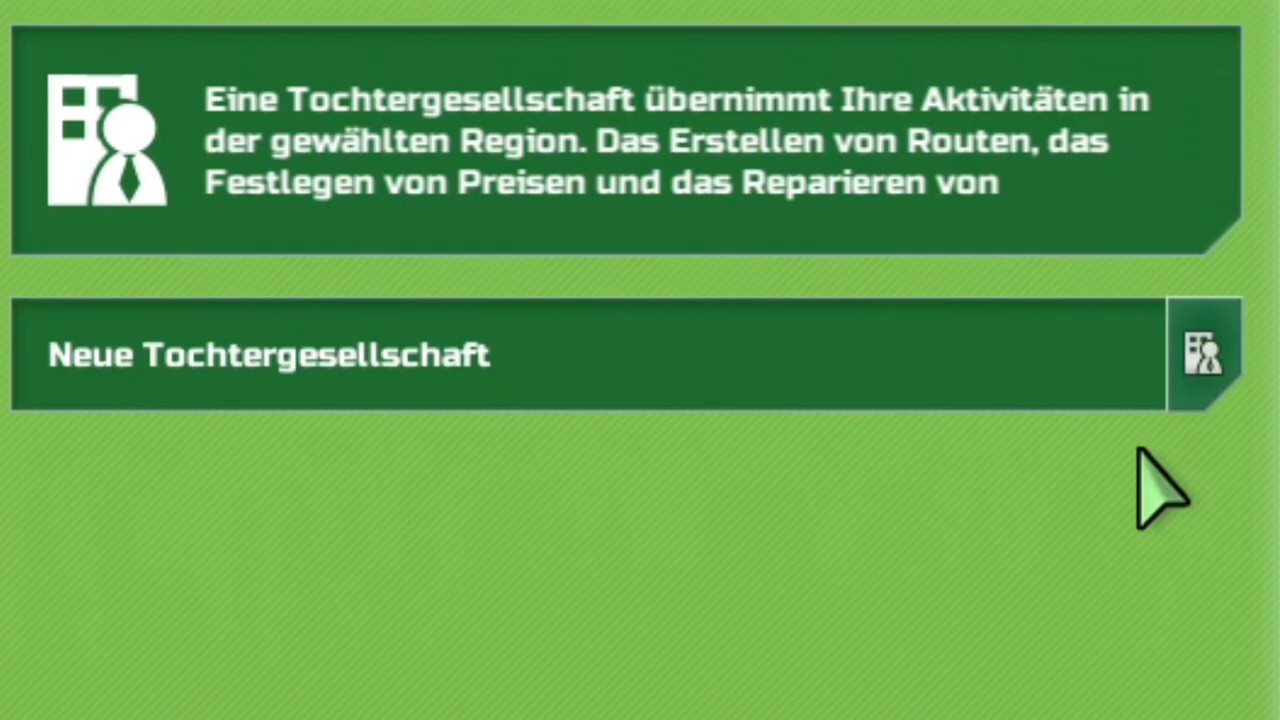 Eine Tochtergesellschaft übernimmt Ihre Aktivitäten in
der gewählten Region. Das Erstellen von Routen, das
Festlegen von Preisen und das Reparieren von
Neue Tochtergesellschaft